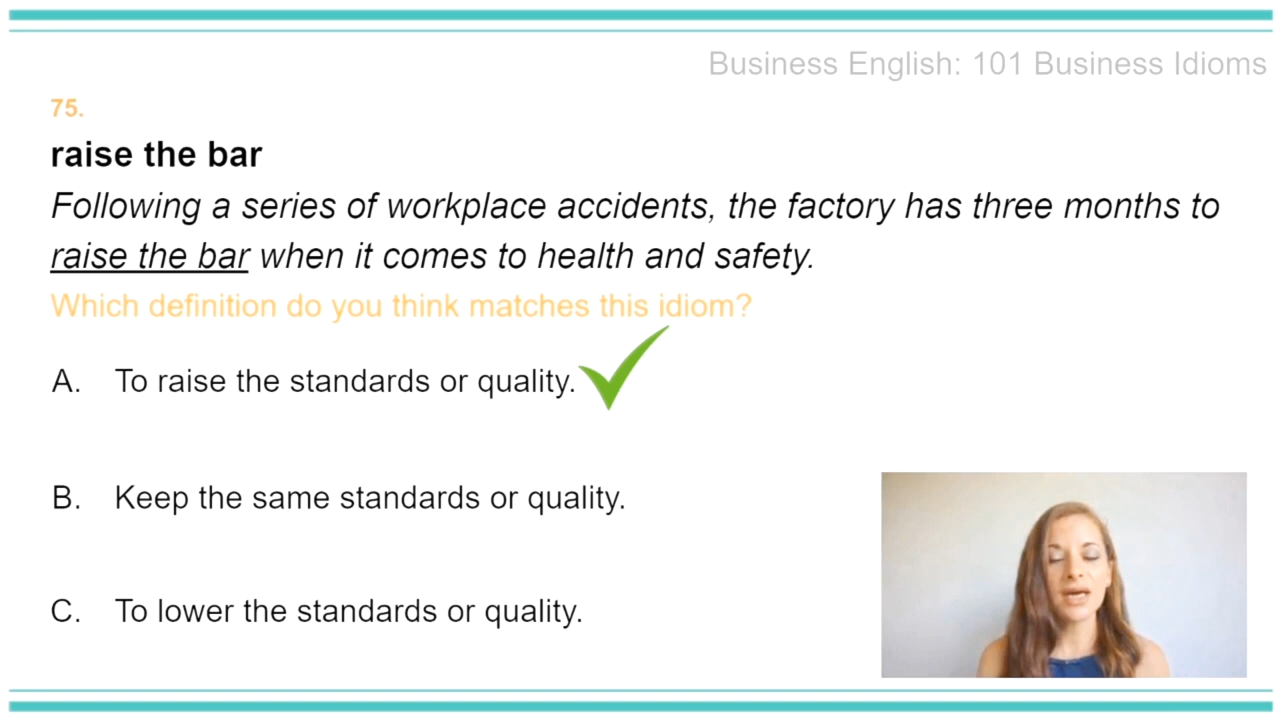 Business English: 101 Business Idioms
75.
raise the bar
Following a series of workplace accidents, the factory has three months to
raise the bar when it comes to health and safety.
Which definition do you think matches this idiom?
A. To raise the standards or quality.
B. Keep the same standards or quality.
C. To lower the standards or quality.